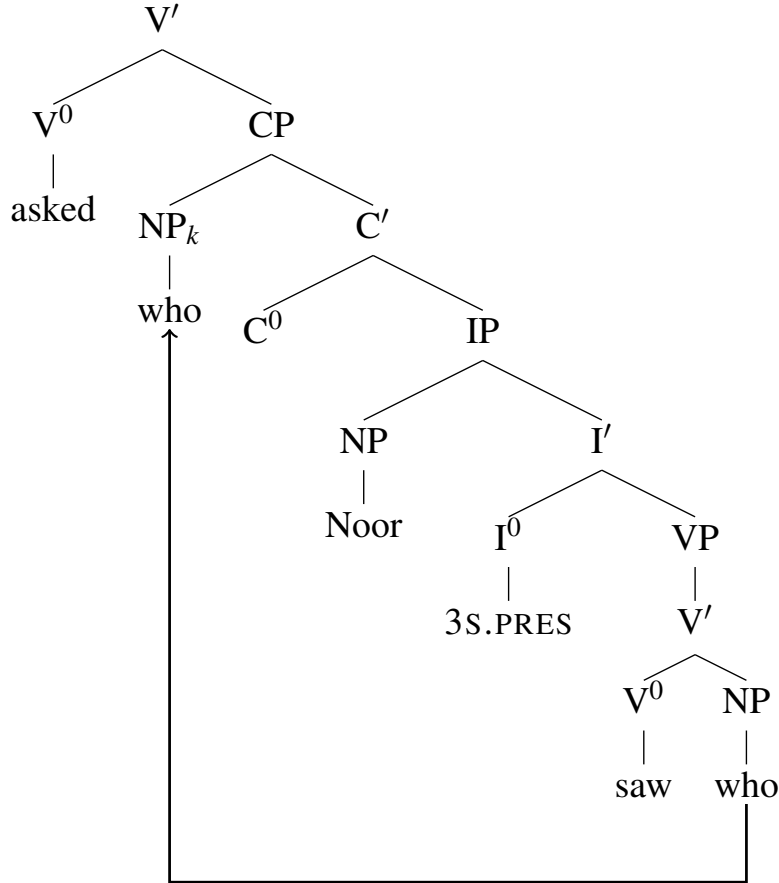 V′
V⁰ CP
asked NPₖ C′
who C⁰ IP
NP I′
Noor I⁰ VP
3S.PRES V′
V⁰ NP
saw who